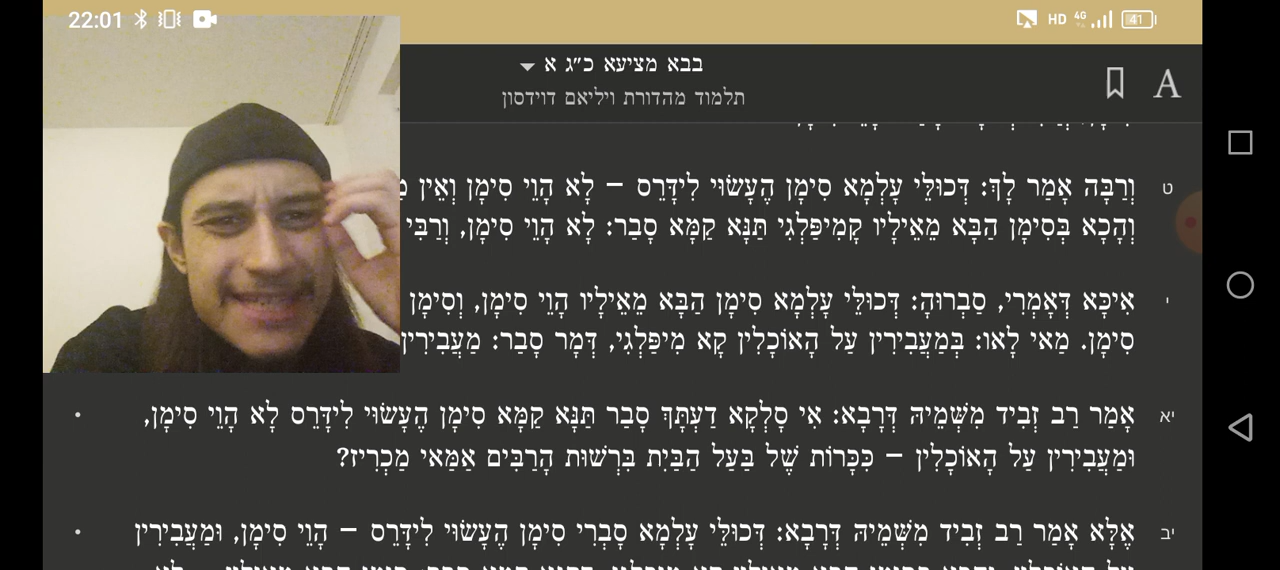 22:01
HD 4G 41
בבא מציעא כ״ג א
תלמוד מהדורת ויליאם דוידסון
A
ט וְרַבָּה אָמַר לָךְ: דְּכוּלֵּי עָלְמָא סִימָן הֶעָשׂוּי לִידָּרֵס – לָא הָוֵי סִימָן וְאֵין
וְהָכָא בְּסִימָן הַבָּא מֵאֵילָיו קָמִיפַּלְגִי תַּנָּא קַמָּא סָבַר: לָא הָוֵי סִימָן, וְרַבִּי
י אִיכָּא דְּאָמְרִי, סַבְרוּהָ: דְּכוּלֵּי עָלְמָא סִימָן הַבָּא מֵאֵילָיו הָוֵי סִימָן, וְסִימָן
סִימָן. מַאי לָאו: בְּמַעֲבִירִין עַל הָאוֹכָלִין קָא מִיפַּלְגִי, דְּמָר סָבַר: מַעֲבִירִין
יא אָמַר רַב זְבִיד מִשְּׁמֵיהּ דְּרָבָא: אִי סָלְקָא דַעְתָּךְ סָבַר תַּנָּא קַמָּא סִימָן הֶעָשׂוּי לִידָּרֵס לָא הָוֵי סִימָן,
וּמַעֲבִירִין עַל הָאוֹכָלִין – כִּכָּרוֹת שֶׁל בַּעַל הַבַּיִת בִּרְשׁוּת הָרַבִּים אַמַּאי מַכְרִיז?
יב אֶלָּא אָמַר רַב זְבִיד מִשְּׁמֵיהּ דְּרָבָא: דְּכוּלֵּי עָלְמָא סָבְרִי סִימָן הֶעָשׂוּי לִידָּרֵס – הָוֵי סִימָן, וּמַעֲבִירִין